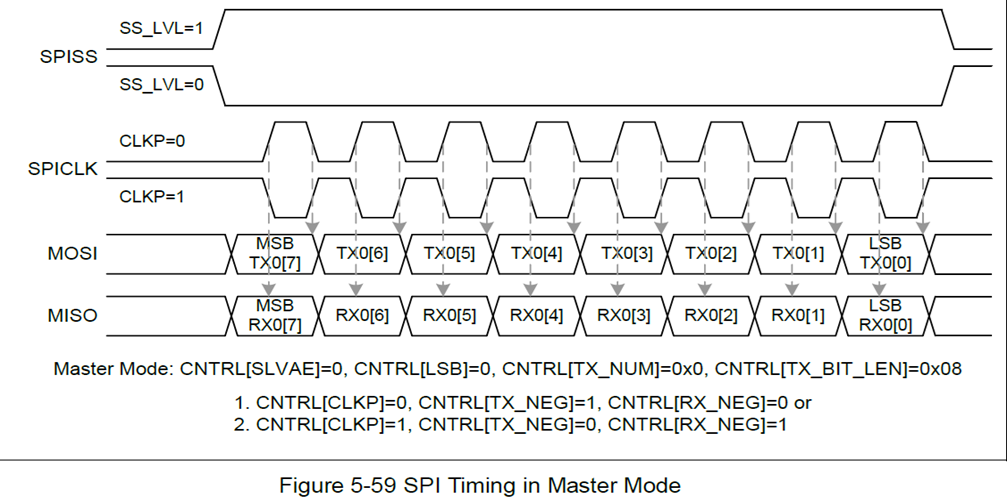 SS_LVL=1
SPISS
SS_LVL=0
CLKP=0
SPICLK
CLKP=1
MOSI
MSB TX0[7] TX0[6] TX0[5] TX0[4] TX0[3] TX0[2] TX0[1] LSB TX0[0]
MISO
MSB RX0[7] RX0[6] RX0[5] RX0[4] RX0[3] RX0[2] RX0[1] LSB RX0[0]
Master Mode: CNTRL[SLVAE]=0, CNTRL[LSB]=0, CNTRL[TX_NUM]=0x0, CNTRL[TX_BIT_LEN]=0x08
1. CNTRL[CLKP]=0, CNTRL[TX_NEG]=1, CNTRL[RX_NEG]=0 or
2. CNTRL[CLKP]=1, CNTRL[TX_NEG]=0, CNTRL[RX_NEG]=1
Figure 5-59 SPI Timing in Master Mode